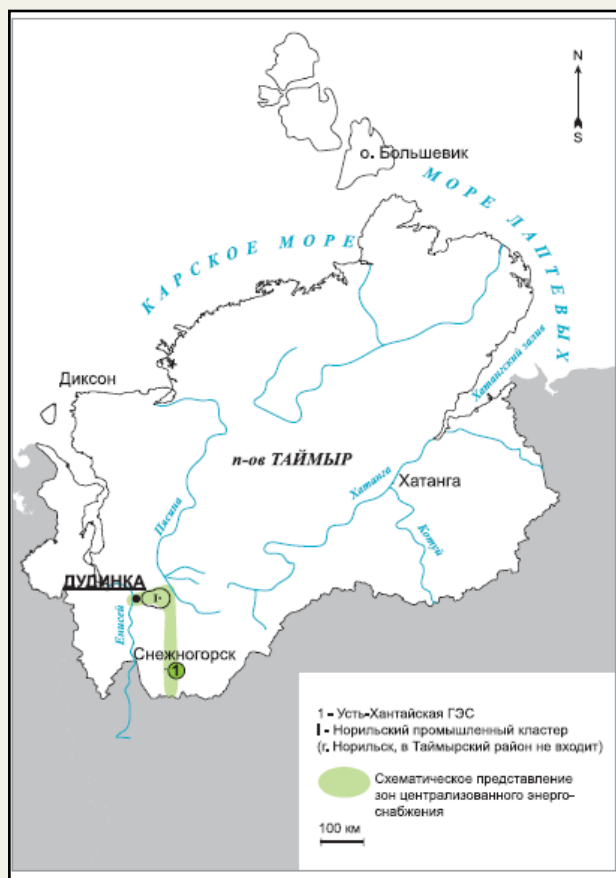 N
S
о. Большевик
МОРЕ ЛАПТЕВЫХ
КАРСКОЕ МОРЕ
Хатангский залив
Диксон
п-ов ТАЙМЫР
Хатанга
Хатанга
Пясина
Котуй
ДУДИНКА
I
Енисей
Снежногорск
1
1 - Усть-Хантайская ГЭС
I - Норильский промышленный кластер
(г. Норильск, в Таймырский район не входит)
Схематическое представление
зон централизованного энерго-
снабжения
100 км